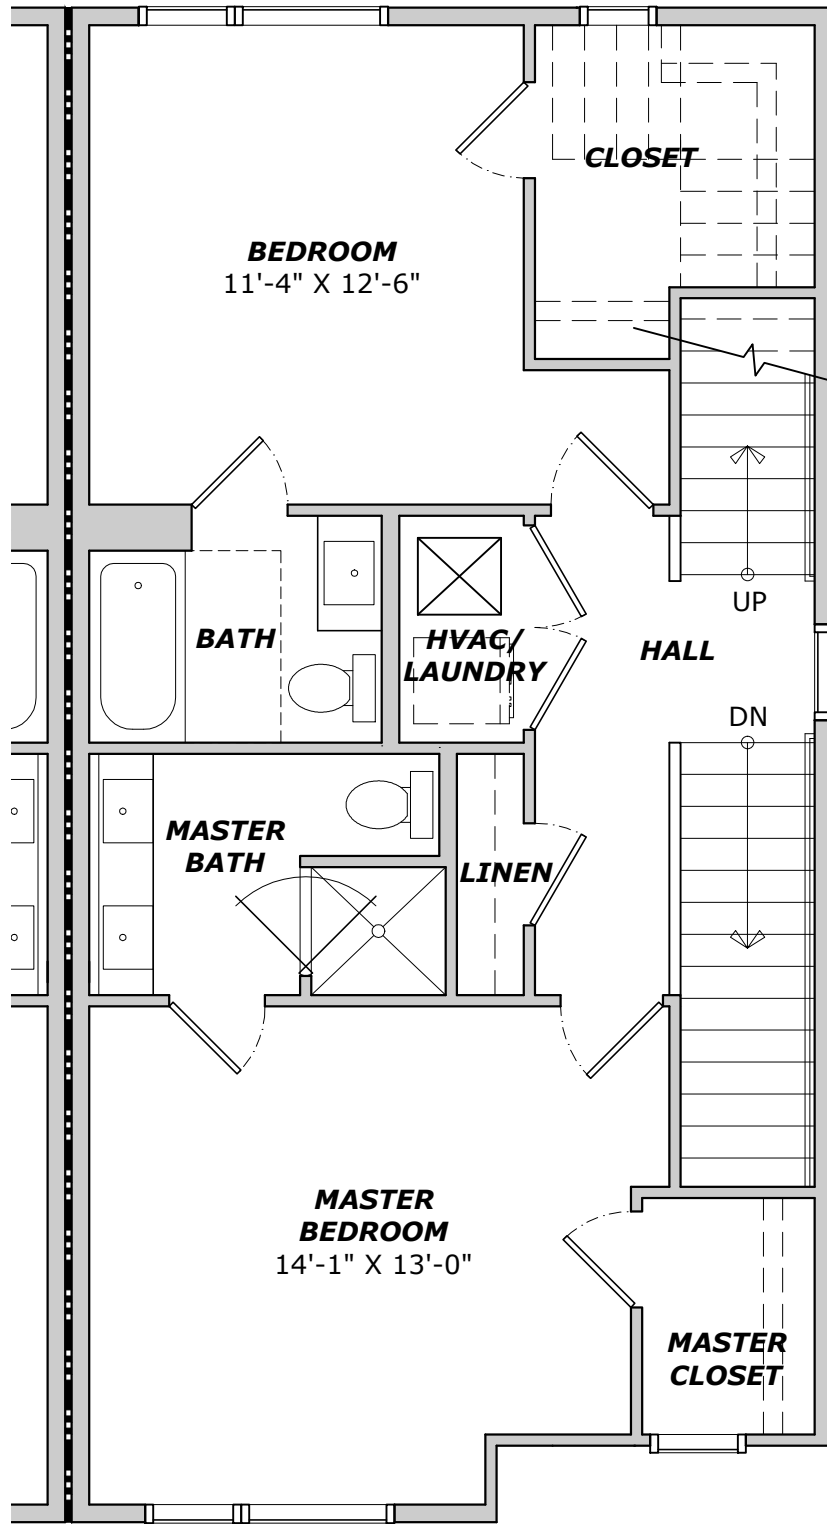 CLOSET
BEDROOM
11'-4" X 12'-6"
UP
BATH
HVAC/
LAUNDRY
HALL
DN
MASTER
BATH
LINEN
MASTER
BEDROOM
14'-1" X 13'-0"
MASTER
CLOSET